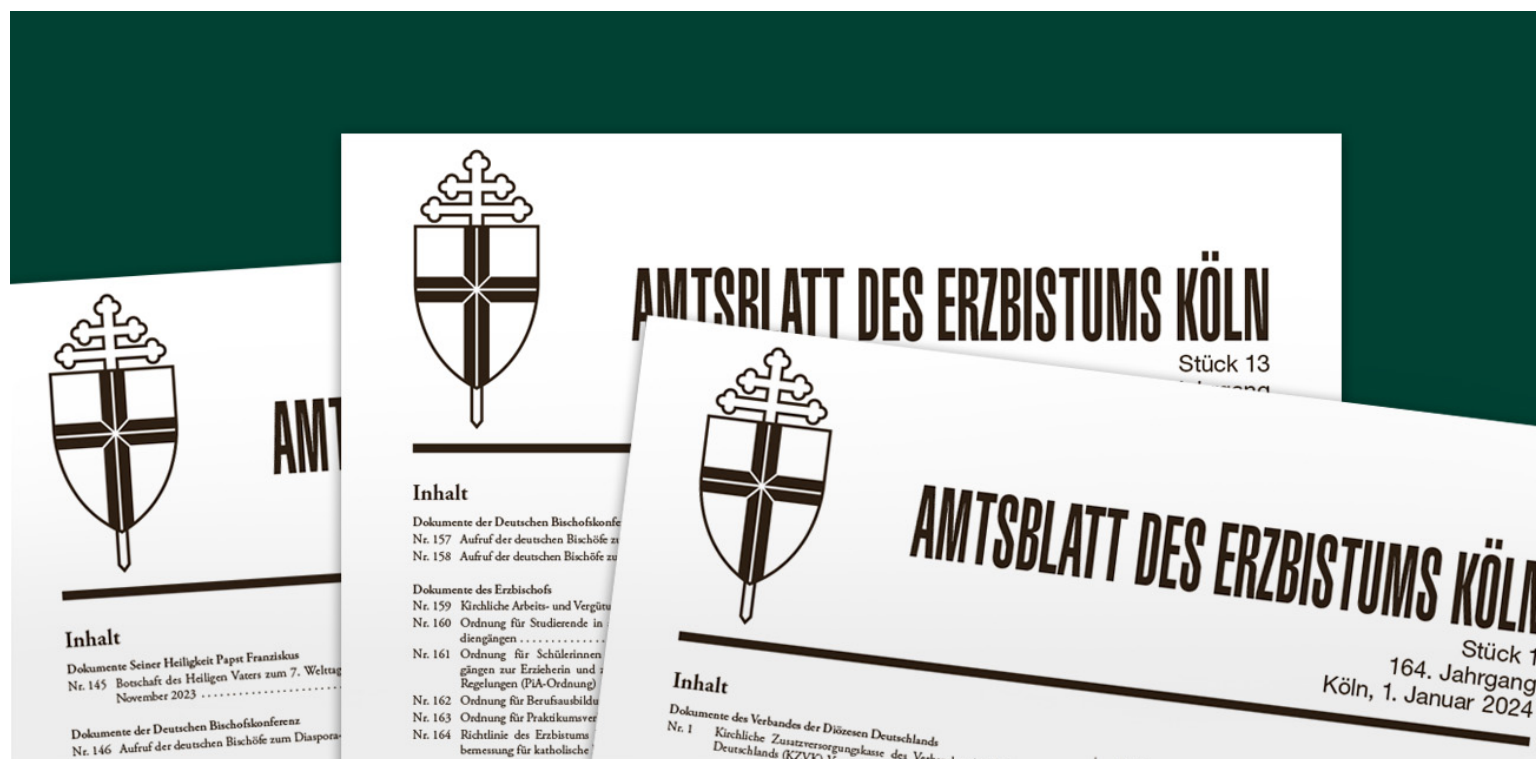 AMT
Inhalt
Dokumente Seiner Heiligkeit Papst Franziskus
Nr. 145 Botschaft des Heiligen Vaters zum 7. Welttag
November 2023
Dokumente der Deutschen Bischofskonferenz
Nr. 146 Aufruf der deutschen Bischöfe zum Diaspora-
AMTSBLATT DES ERZBISTUMS KÖLN
Stück 13
Inhalt
Dokumente der Deutschen Bischofskonfe
Nr. 157 Aufruf der deutschen Bischöfe zu
Nr. 158 Aufruf der deutschen Bischöfe zu
Dokumente des Erzbischofs
Nr. 159 Kirchliche Arbeits- und Vergütu
Nr. 160 Ordnung für Studierende in
diengängen
Nr. 161 Ordnung für Schülerinnen
gängen zur Erzieherin und
Regelungen (PiA-Ordnung)
Nr. 162 Ordnung für Berufsausbildu
Nr. 163 Ordnung für Praktikumsver
Nr. 164 Richtlinie des Erzbistums
bemessung für katholische
AMTSBLATT DES ERZBISTUMS KÖLN
Stück 1
164. Jahrgang
Köln, 1. Januar 2024
Inhalt
Dokumente des Verbandes der Diözesen Deutschlands
Nr. 1 Kirchliche Zusatzversorgungskasse des
Deutschlands (KZVK)